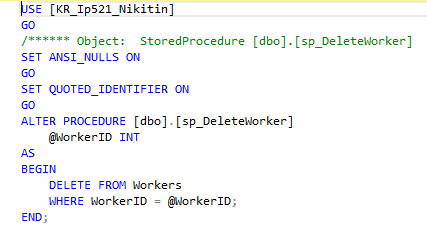 USE [KR_Ip521_Nikitin]
GO
/****** Object:  StoredProcedure [dbo].[sp_DeleteWorker]
SET ANSI_NULLS ON
GO
SET QUOTED_IDENTIFIER ON
GO
ALTER PROCEDURE [dbo].[sp_DeleteWorker]
    @WorkerID INT
AS
BEGIN
    DELETE FROM Workers
    WHERE WorkerID = @WorkerID;
END;